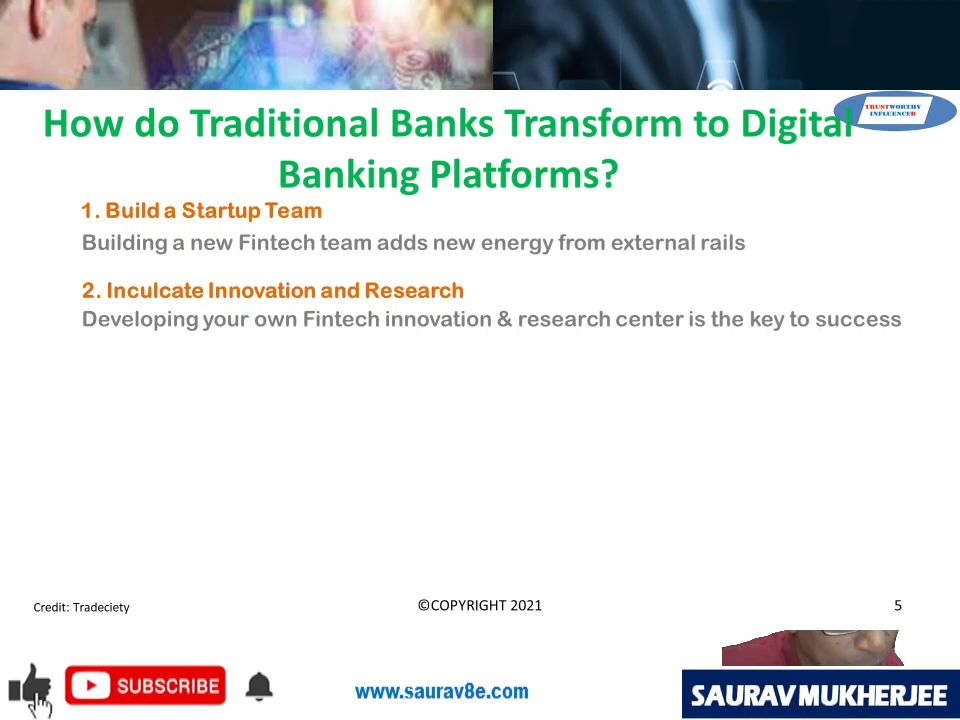 TRUSTWORTHY
INFLUENCER
How do Traditional Banks Transform to Digital
Banking Platforms?
1. Build a Startup Team
Building a new Fintech team adds new energy from external rails
2. Inculcate Innovation and Research
Developing your own Fintech innovation & research center is the key to success
Credit: Tradeciety
©COPYRIGHT 2021
5
SUBSCRIBE
www.saurav8e.com
SAURAV MUKHERJEE